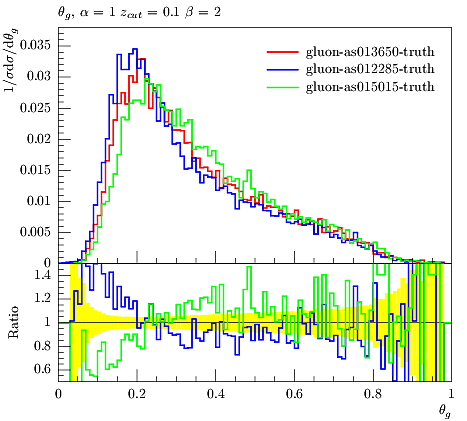 θg, α = 1 zcut = 0.1 β = 2
1/σdσ/dθg
gluon-as013650-truth
gluon-as012285-truth
gluon-as015015-truth
0.035
0.03
0.025
0.02
0.015
0.01
0.005
0
Ratio
1.4
1.2
1
0.8
0.6
0 0.2 0.4 0.6 0.8 1
θg